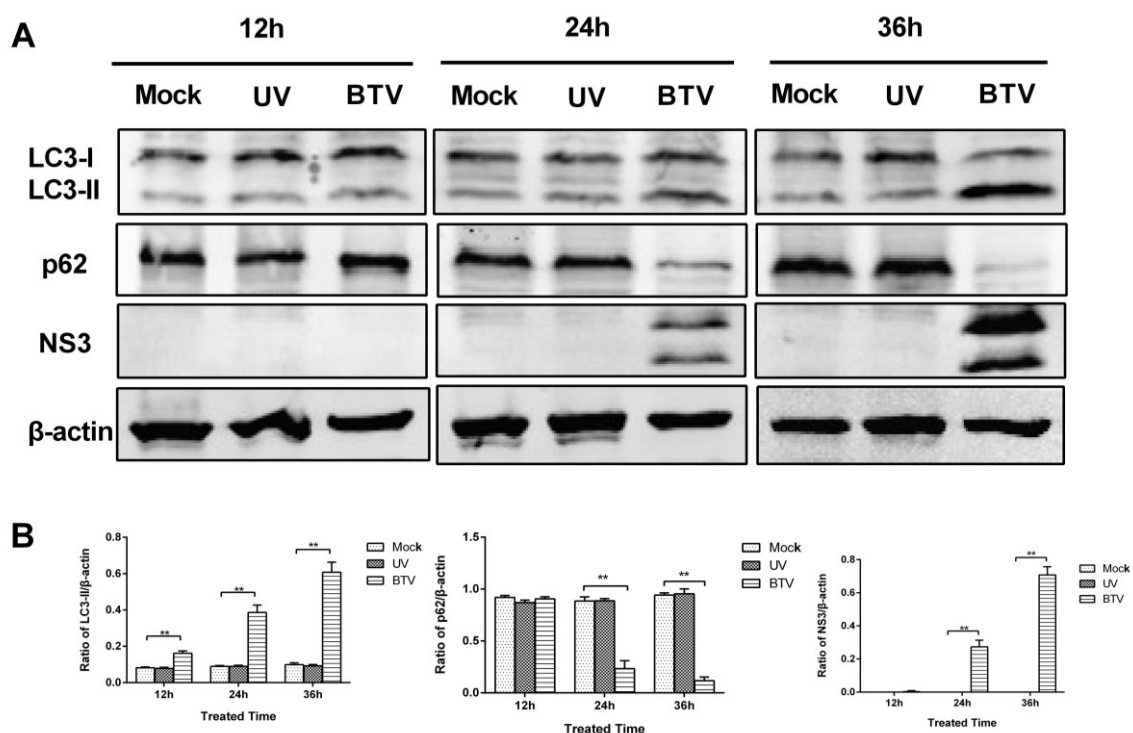 A
12h 24h 36h
Mock UV BTV Mock UV BTV Mock UV BTV
LC3-I
LC3-II
p62
NS3
β-actin
B
Ratio of LC3-II/β-actin
0.8
0.6
0.4
0.2
0.0
** ** **
12h 24h 36h
Treated Time
Mock
UV
BTV
Ratio of p62/β-actin
1.5
1.0
0.5
0.0
** **
12h 24h 36h
Treated Time
Mock
UV
BTV
Ratio of NS3/β-actin
0.8
0.6
0.4
0.2
0.0
** **
12h 24h 36h
Treated Time
Mock
UV
BTV